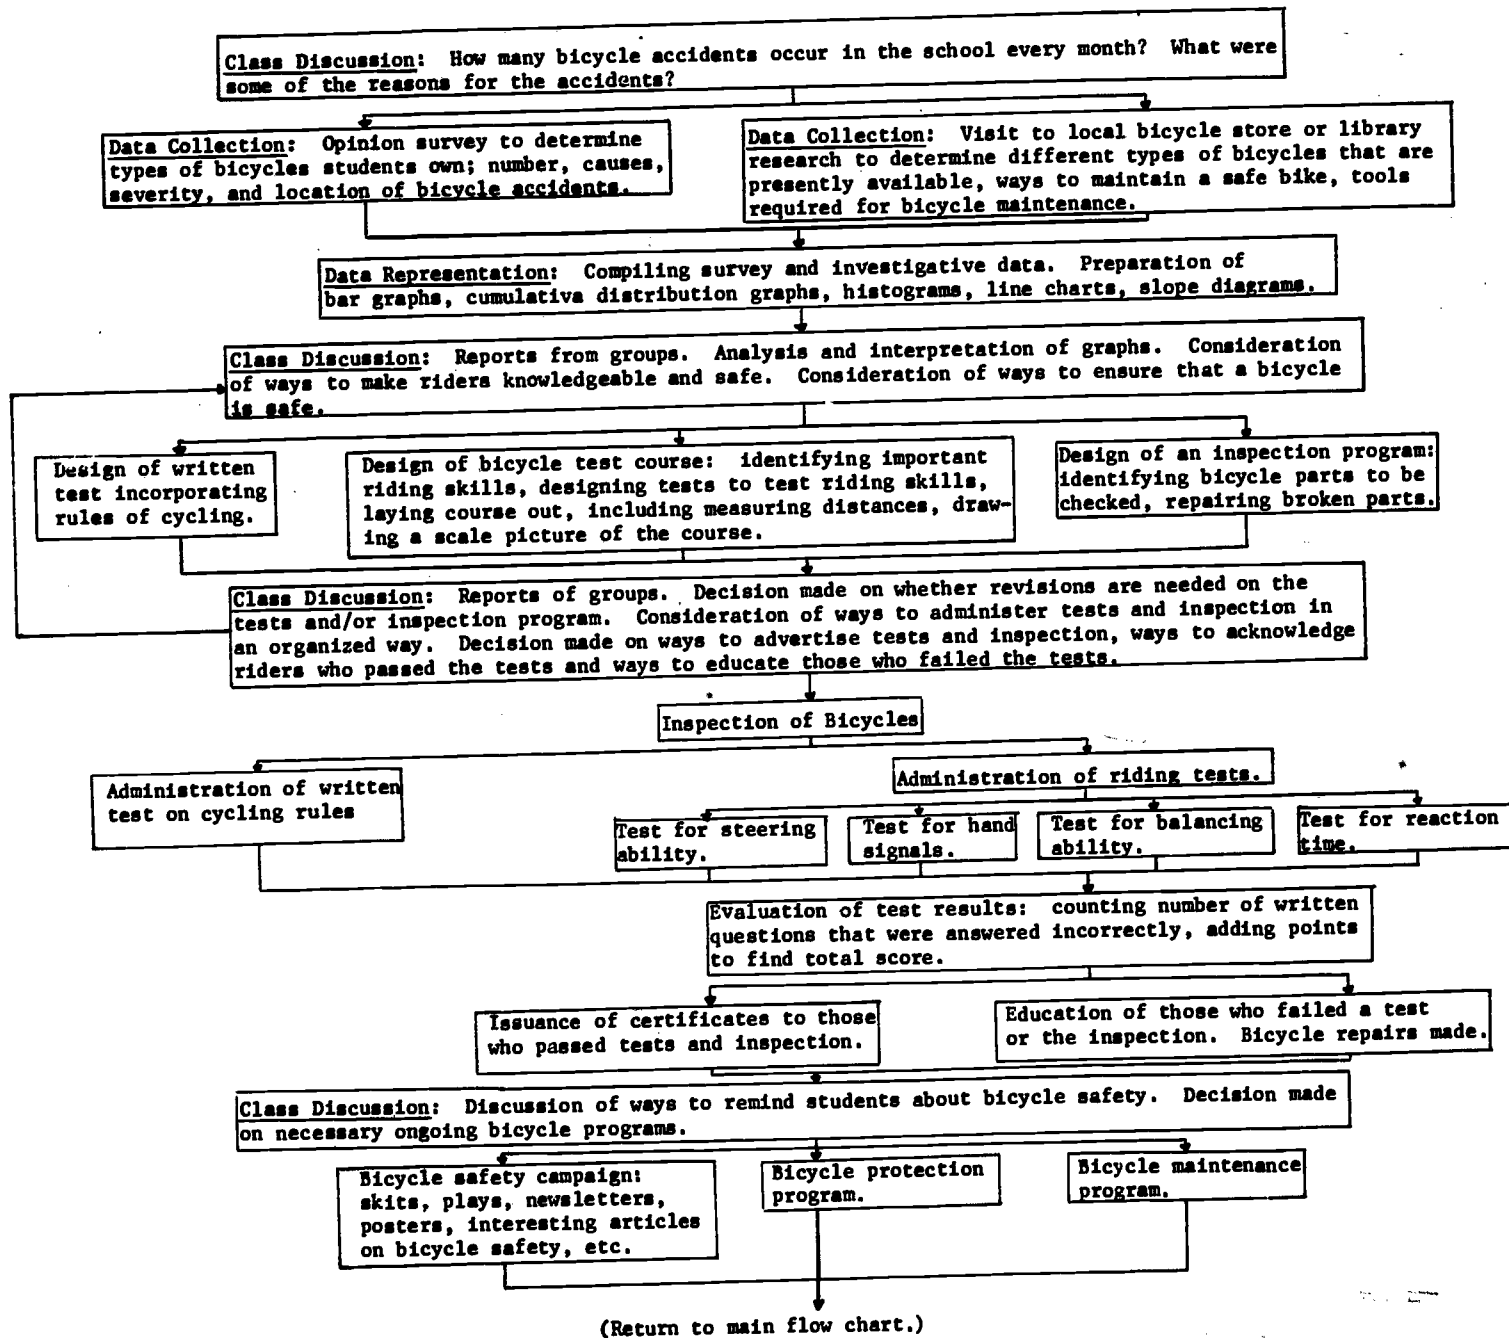 Class Discussion: How many bicycle accidents occur in the school every month? What were
some of the reasons for the accidents?
Data Collection: Opinion survey to determine
types of bicycles students own; number, causes,
severity, and location of bicycle accidents.
Data Collection: Visit to local bicycle store or library
research to determine different types of bicycles that are
presently available, ways to maintain a safe bike, tools
required for bicycle maintenance.
Data Representation: Compiling survey and investigative data. Preparation of
bar graphs, cumulativa distribution graphs, histograms, line charts, slope diagrams.
Class Discussion: Reports from groups. Analysis and interpretation of graphs. Consideration
of ways to make riders knowledgeable and safe. Consideration of ways to ensure that a bicycle
is safe.
Design of written
test incorporating
rules of cycling.
Design of bicycle test course: identifying important
riding skills, designing tests to test riding skills,
laying course out, including measuring distances, draw-
ing a scale picture of the course.
Design of an inspection program:
identifying bicycle parts to be
checked, repairing broken parts.
Class Discussion: Reports of groups. Decision made on whether revisions are needed on the
tests and/or inspection program. Consideration of ways to administer tests and inspection in
an organized way. Decision made on ways to advertise tests and inspection, ways to acknowledge
riders who passed the tests and ways to educate those who failed the tests.
Inspection of Bicycles
Administration of written
test on cycling rules
Administration of riding tests.
Test for steering
ability.
Test for hand
signals.
Test for balancing
ability.
Test for reaction
time.
Evaluation of test results: counting number of written
questions that were answered incorrectly, adding points
to find total score.
Issuance of certificates to those
who passed tests and inspection.
Education of those who failed a test
or the inspection. Bicycle repairs made.
Class Discussion: Discussion of ways to remind students about bicycle safety. Decision made
on necessary ongoing bicycle programs.
Bicycle safety campaign:
skits, plays, newsletters,
posters, interesting articles
on bicycle safety, etc.
Bicycle protection
program.
Bicycle maintenance
program.
(Return to main flow chart.)